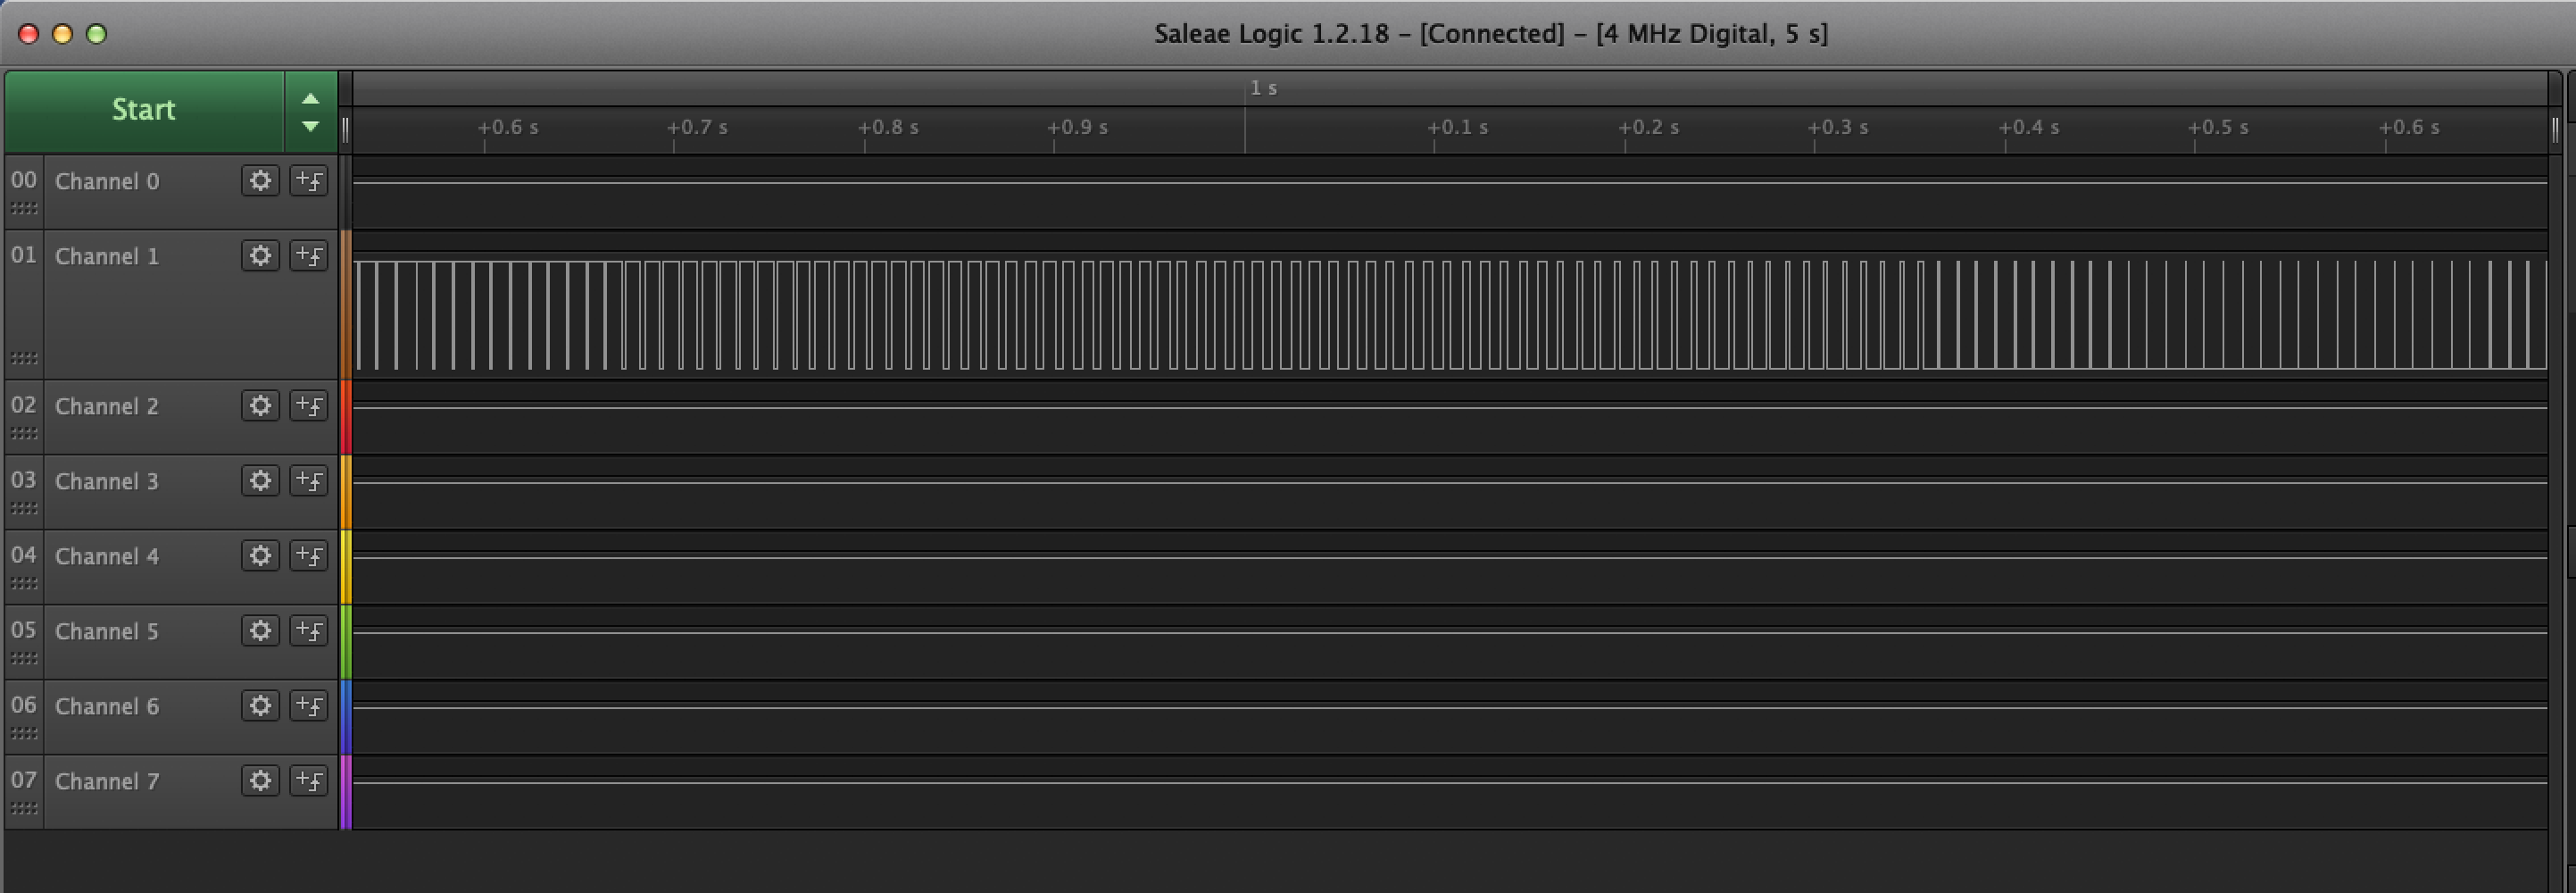 Saleae Logic 1.2.18 – [Connected] – [4 MHz Digital, 5 s]
Start
1 s
+0.6 s +0.7 s +0.8 s +0.9 s +0.1 s +0.2 s +0.3 s +0.4 s +0.5 s +0.6 s
00 Channel 0
01 Channel 1
02 Channel 2
03 Channel 3
04 Channel 4
05 Channel 5
06 Channel 6
07 Channel 7